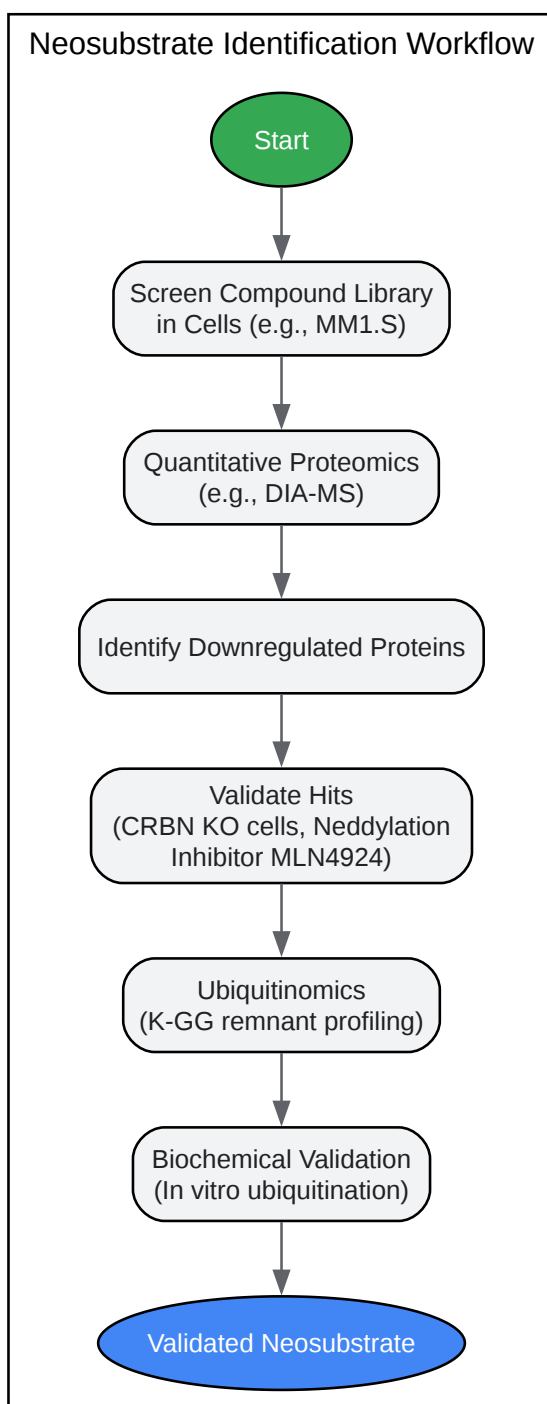 Neosubstrate Identification Workflow
Start
Screen Compound Library
in Cells (e.g., MM1.S)
Quantitative Proteomics
(e.g., DIA-MS)
Identify Downregulated Proteins
Validate Hits
(CRBN KO cells, Neddylation
Inhibitor MLN4924)
Ubiquitinomics
(K-GG remnant profiling)
Biochemical Validation
(In vitro ubiquitination)
Validated Neosubstrate